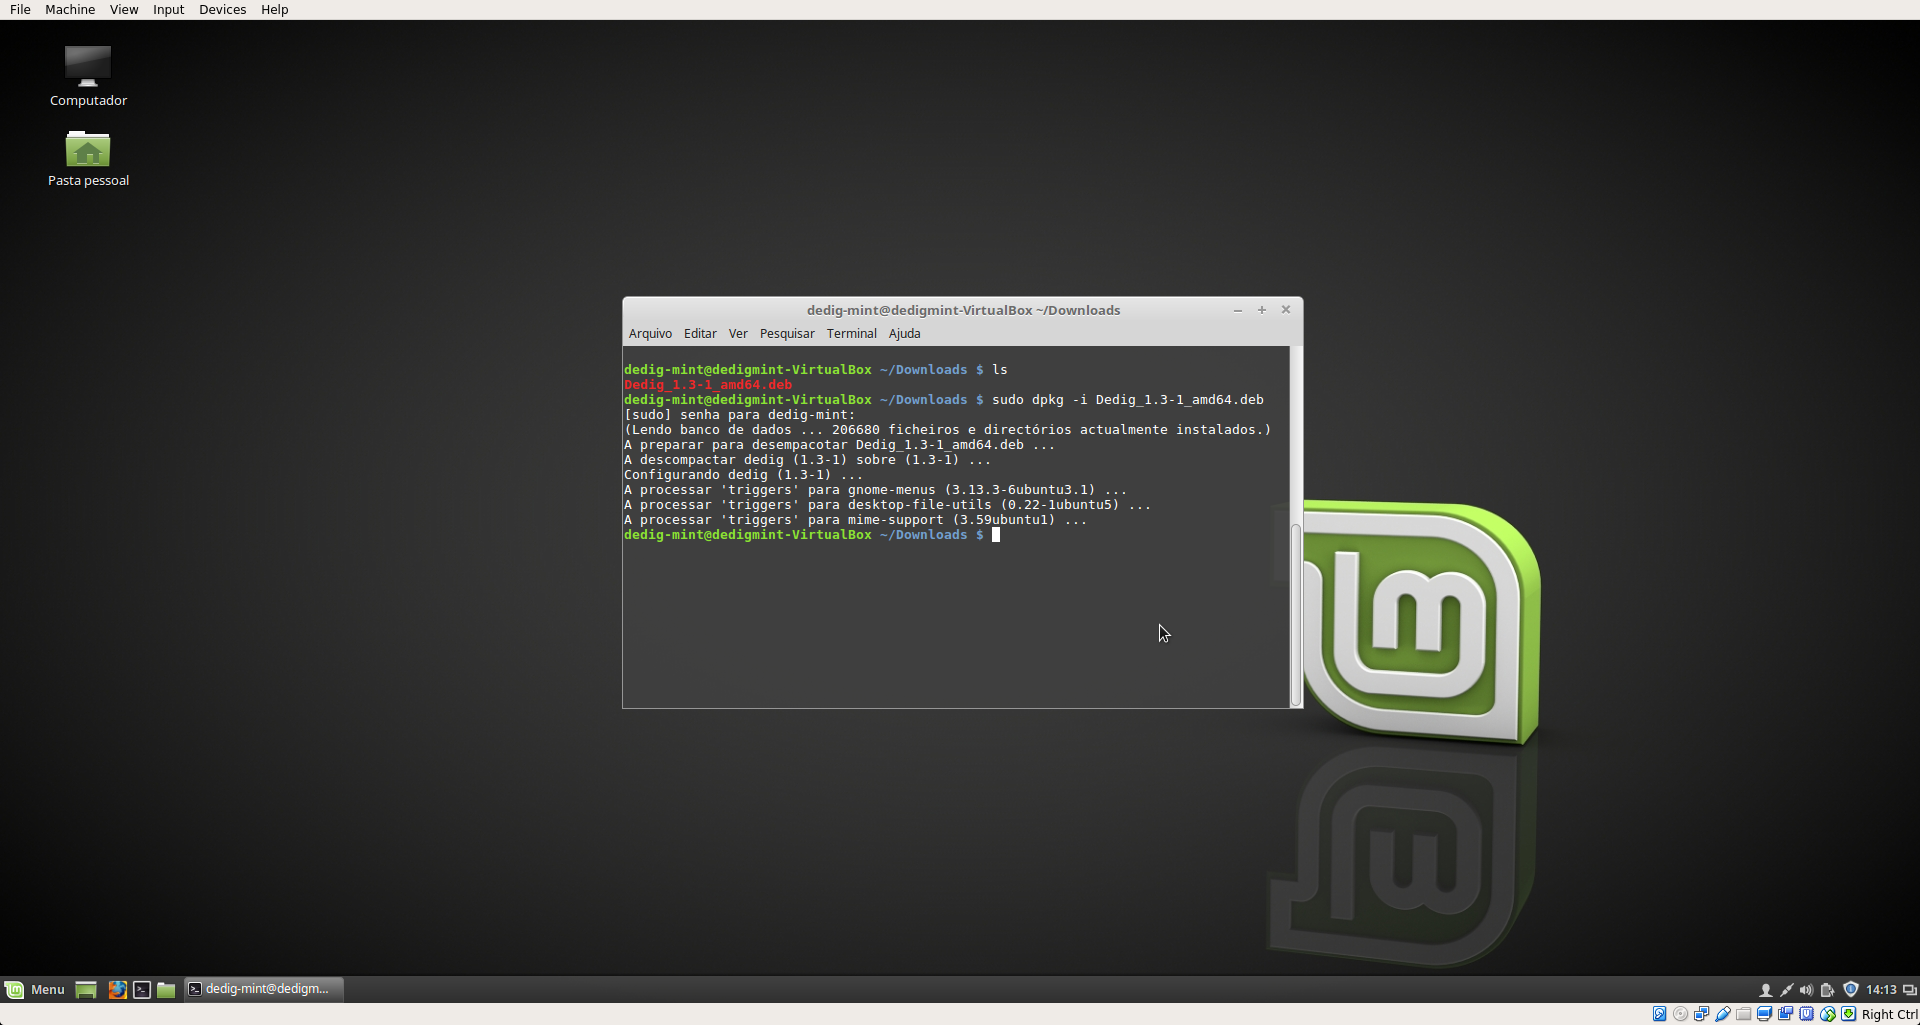 File Machine View Input Devices Help
Computador
Pasta pessoal
dedig-mint@dedigmint-VirtualBox ~/Downloads
Arquivo Editar Ver Pesquisar Terminal Ajuda
dedig-mint@dedigmint-VirtualBox ~/Downloads $ ls
Dedig_1.3-1_amd64.deb
dedig-mint@dedigmint-VirtualBox ~/Downloads $ sudo dpkg -i Dedig_1.3-1_amd64.deb
[sudo] senha para dedig-mint:
(Lendo banco de dados ... 206680 ficheiros e directórios actualmente instalados.)
A preparar para desempacotar Dedig_1.3-1_amd64.deb ...
A descompactar dedig (1.3-1) sobre (1.3-1) ...
Configurando dedig (1.3-1) ...
A processar 'triggers' para gnome-menus (3.13.3-6ubuntu3.1) ...
A processar 'triggers' para desktop-file-utils (0.22-1ubuntu5) ...
A processar 'triggers' para mime-support (3.59ubuntu1) ...
dedig-mint@dedigmint-VirtualBox ~/Downloads $
Menu dedig-mint@dedigm... 14:13
Right Ctrl